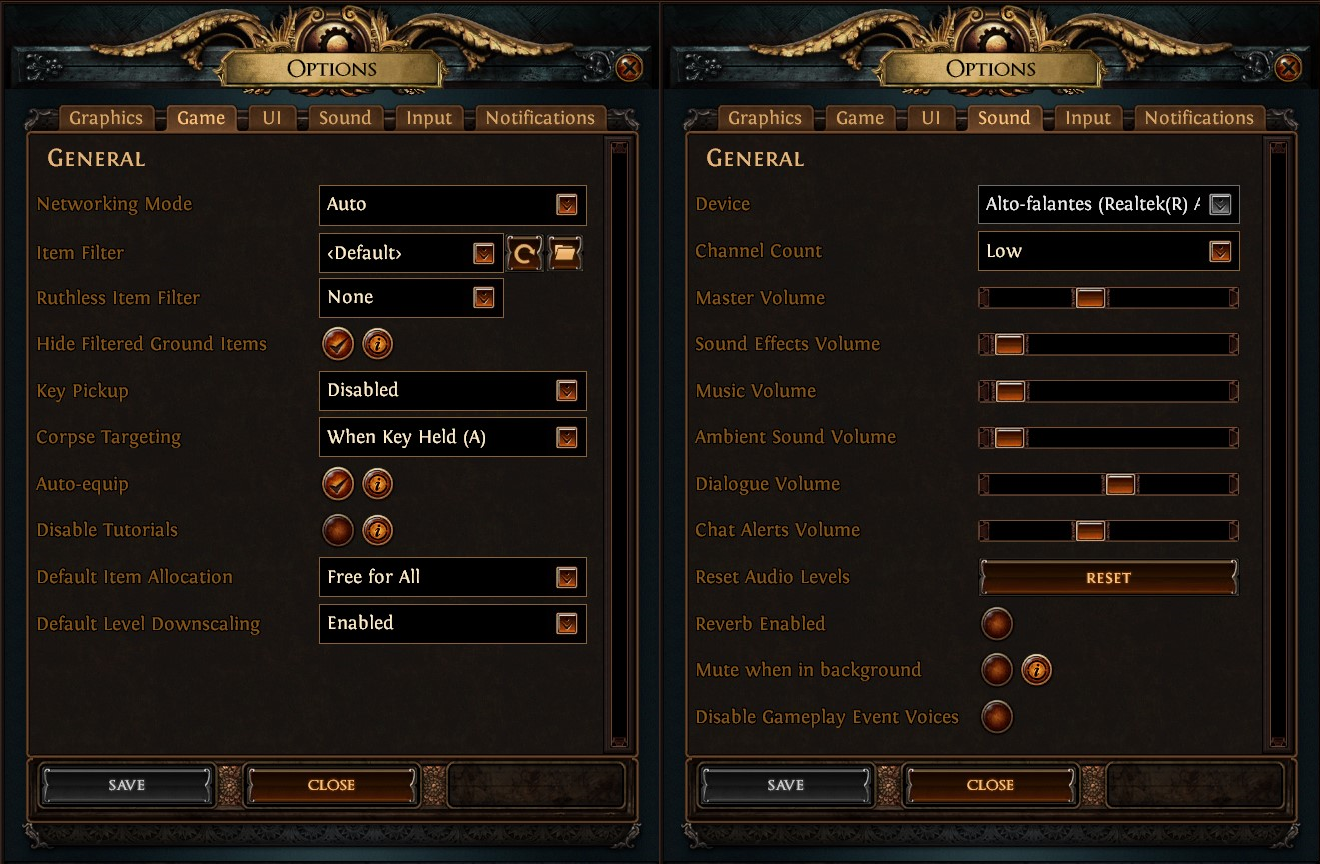 OPTIONS
Graphics Game UI Sound Input Notifications
GENERAL
Networking Mode Auto
Item Filter <Default>
Ruthless Item Filter None
Hide Filtered Ground Items
Key Pickup Disabled
Corpse Targeting When Key Held (A)
Auto-equip
Disable Tutorials
Default Item Allocation Free for All
Default Level Downscaling Enabled
SAVE CLOSE
OPTIONS
Graphics Game UI Sound Input Notifications
GENERAL
Device Alto-falantes (Realtek(R)
Channel Count Low
Master Volume
Sound Effects Volume
Music Volume
Ambient Sound Volume
Dialogue Volume
Chat Alerts Volume
Reset Audio Levels RESET
Reverb Enabled
Mute when in background
Disable Gameplay Event Voices
SAVE CLOSE